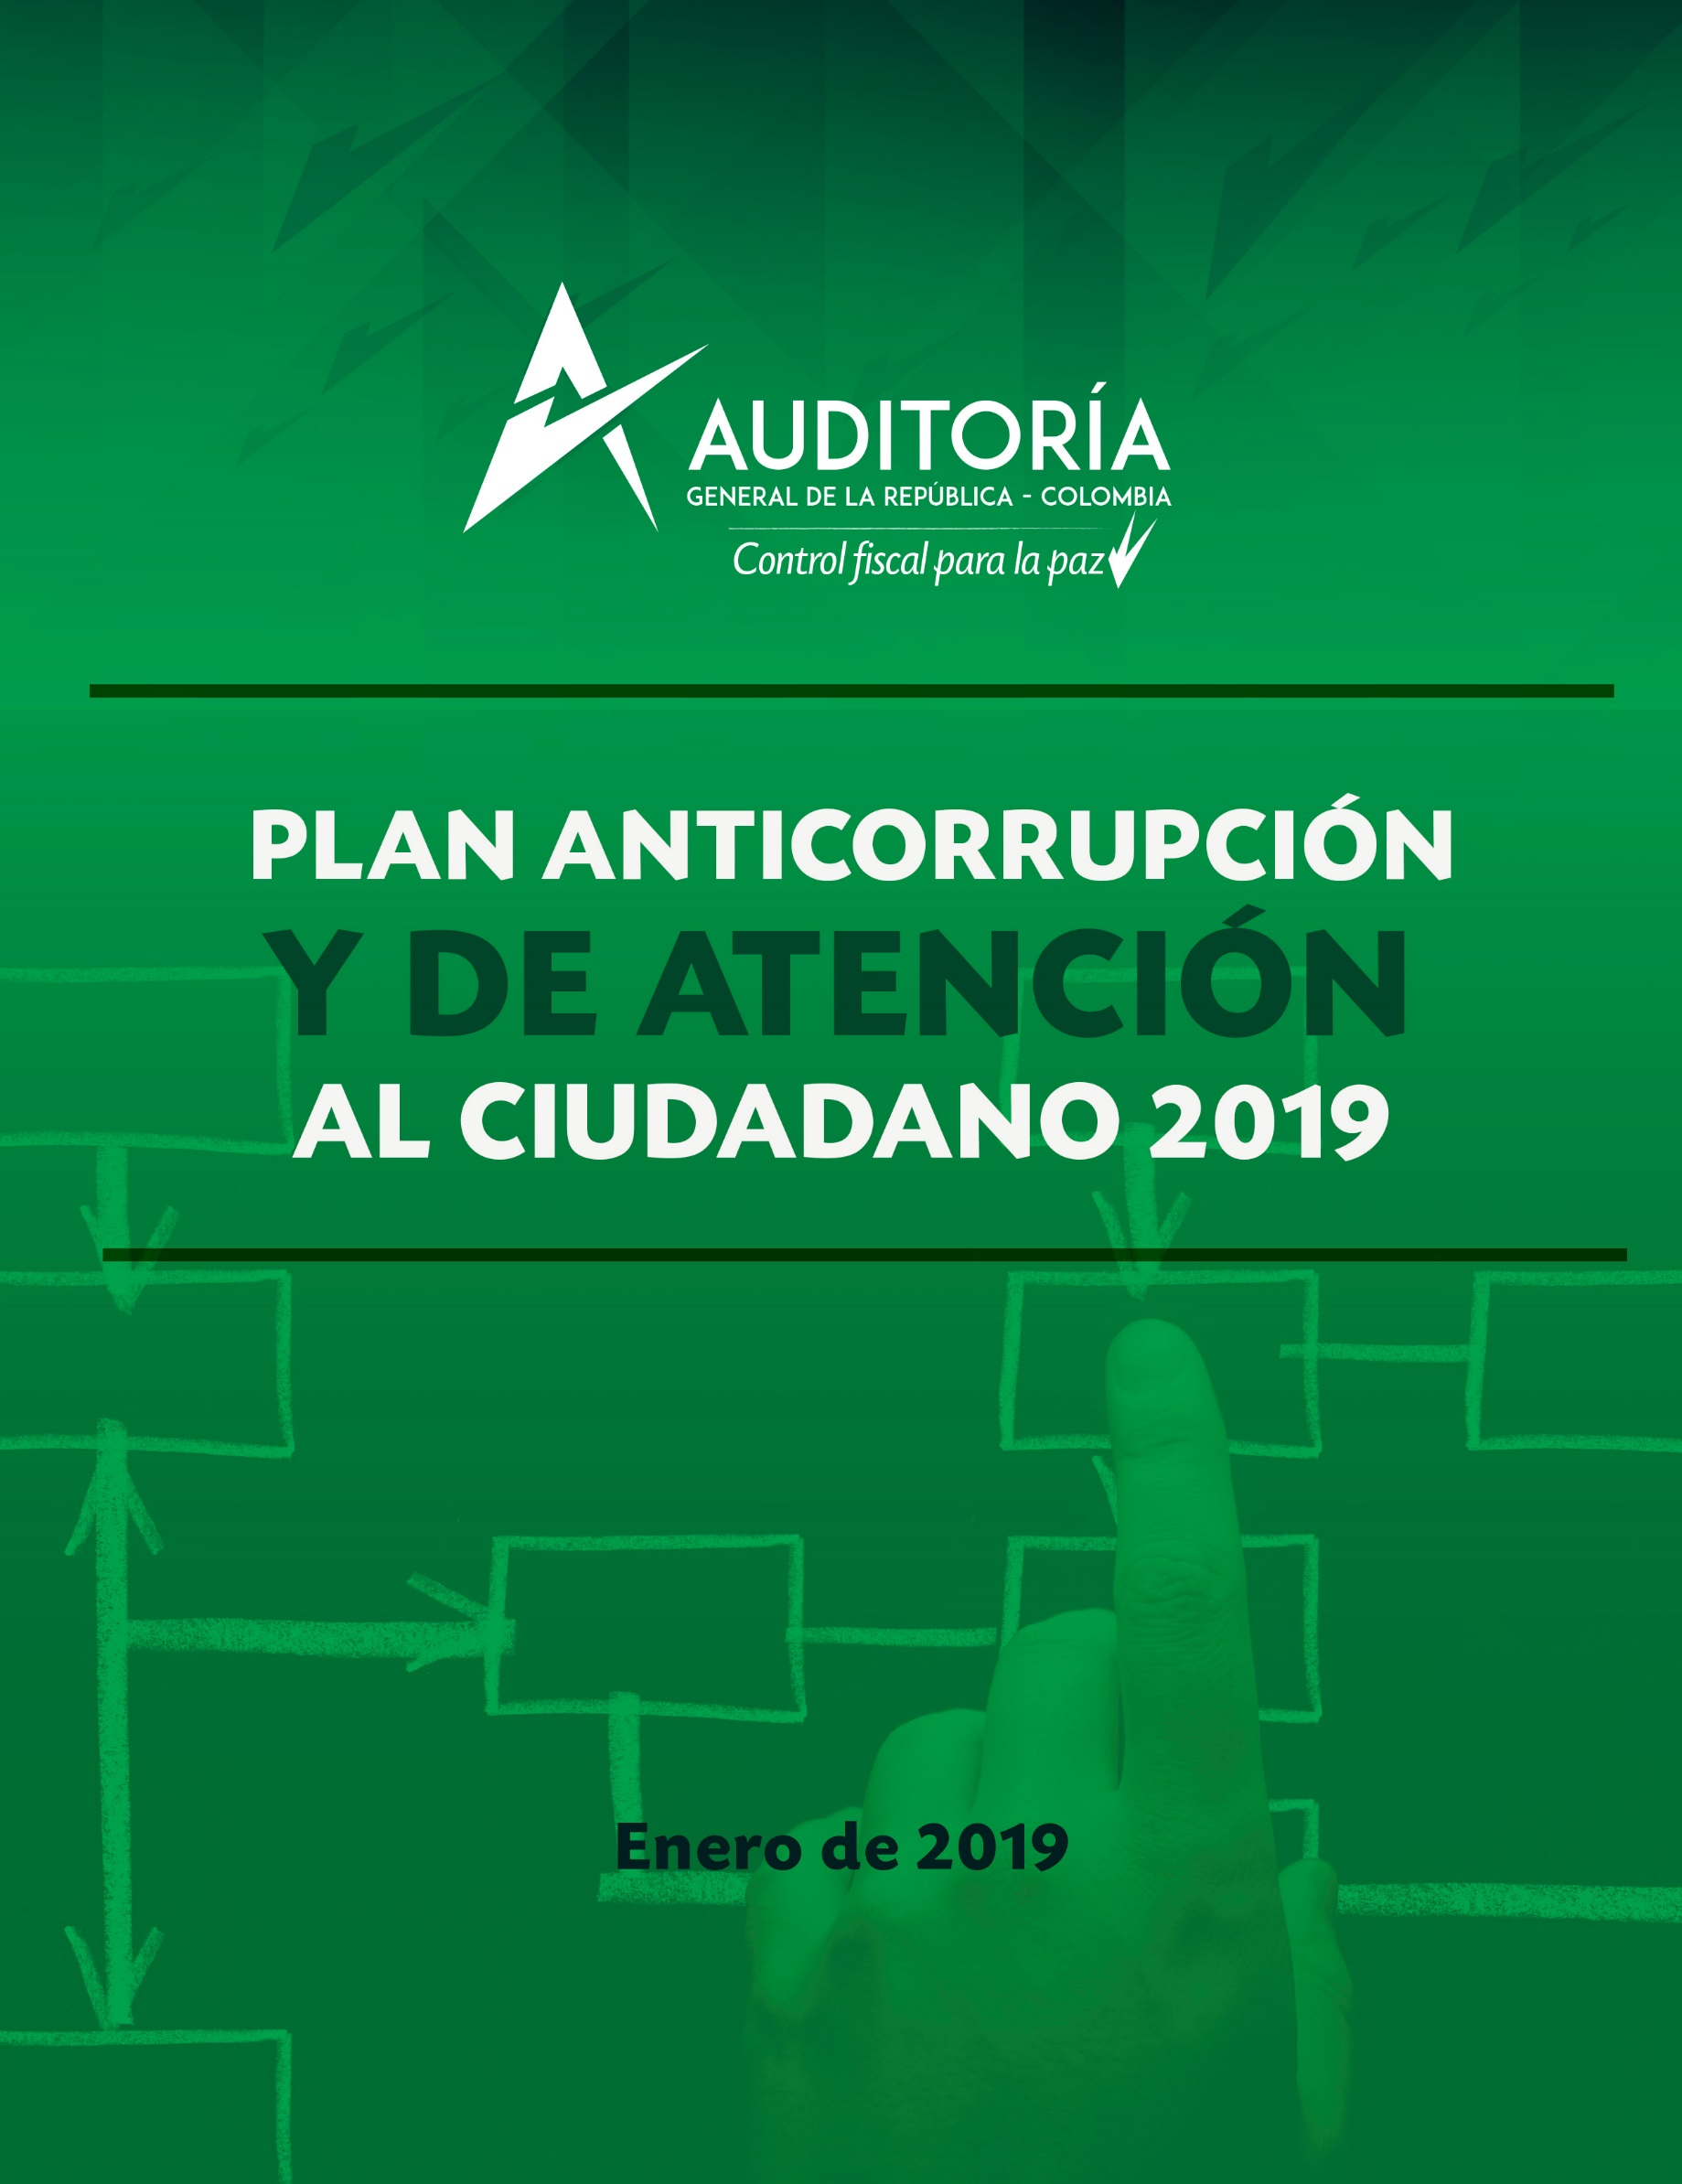 AUDITORÍA
GENERAL DE LA REPÚBLICA - COLOMBIA
Control fiscal para la paz
PLAN ANTICORRUPCIÓN
Y DE ATENCIÓN
AL CIUDADANO 2019
Enero de 2019